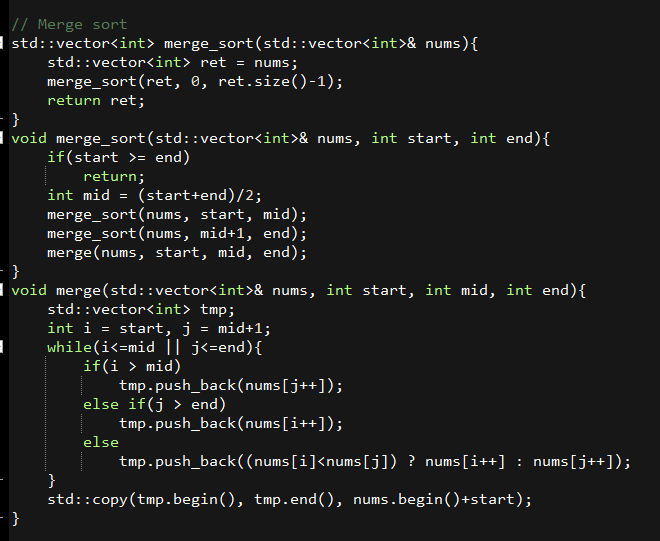 // Merge sort
std::vector<int> merge_sort(std::vector<int>& nums){
    std::vector<int> ret = nums;
    merge_sort(ret, 0, ret.size()-1);
    return ret;
}
void merge_sort(std::vector<int>& nums, int start, int end){
    if(start >= end)
        return;
    int mid = (start+end)/2;
    merge_sort(nums, start, mid);
    merge_sort(nums, mid+1, end);
    merge(nums, start, mid, end);
}
void merge(std::vector<int>& nums, int start, int mid, int end){
    std::vector<int> tmp;
    int i = start, j = mid+1;
    while(i<=mid || j<=end){
        if(i > mid)
            tmp.push_back(nums[j++]);
        else if(j > end)
            tmp.push_back(nums[i++]);
        else
            tmp.push_back((nums[i]<nums[j]) ? nums[i++] : nums[j++]);
    }
    std::copy(tmp.begin(), tmp.end(), nums.begin()+start);
}